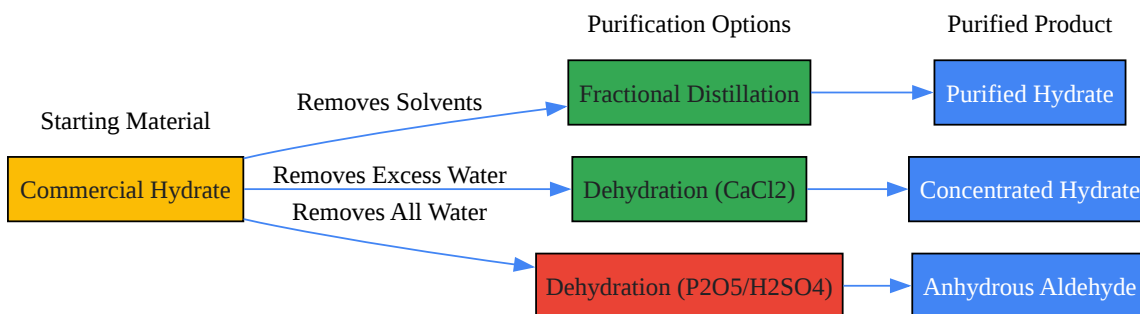 Purification Options
Purified Product
Fractional Distillation
Purified Hydrate
Removes Solvents
Starting Material
Commercial Hydrate
Removes Excess Water
Dehydration (CaCl2)
Concentrated Hydrate
Removes All Water
Dehydration (P2O5/H2SO4)
Anhydrous Aldehyde